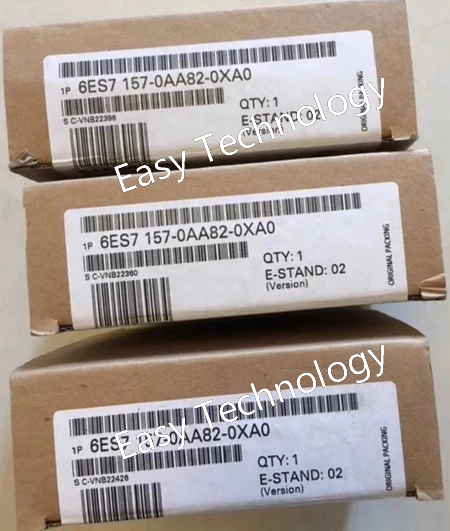 1P 6ES7 157-0AA82-0XA0
S C-VNB22396
QTY: 1
E-STAND: 02
(Version)
ORIGINAL PACKING
Easy Technology
1P 6ES7 157-0AA82-0XA0
S C-VNB22360
QTY: 1
E-STAND: 02
(Version)
ORIGINAL PACKING
1P 6ES7 157-0AA82-0XA0
S C-VNB22426
QTY: 1
E-STAND: 02
(Version)
ORIGINAL PACKING
Easy Technology